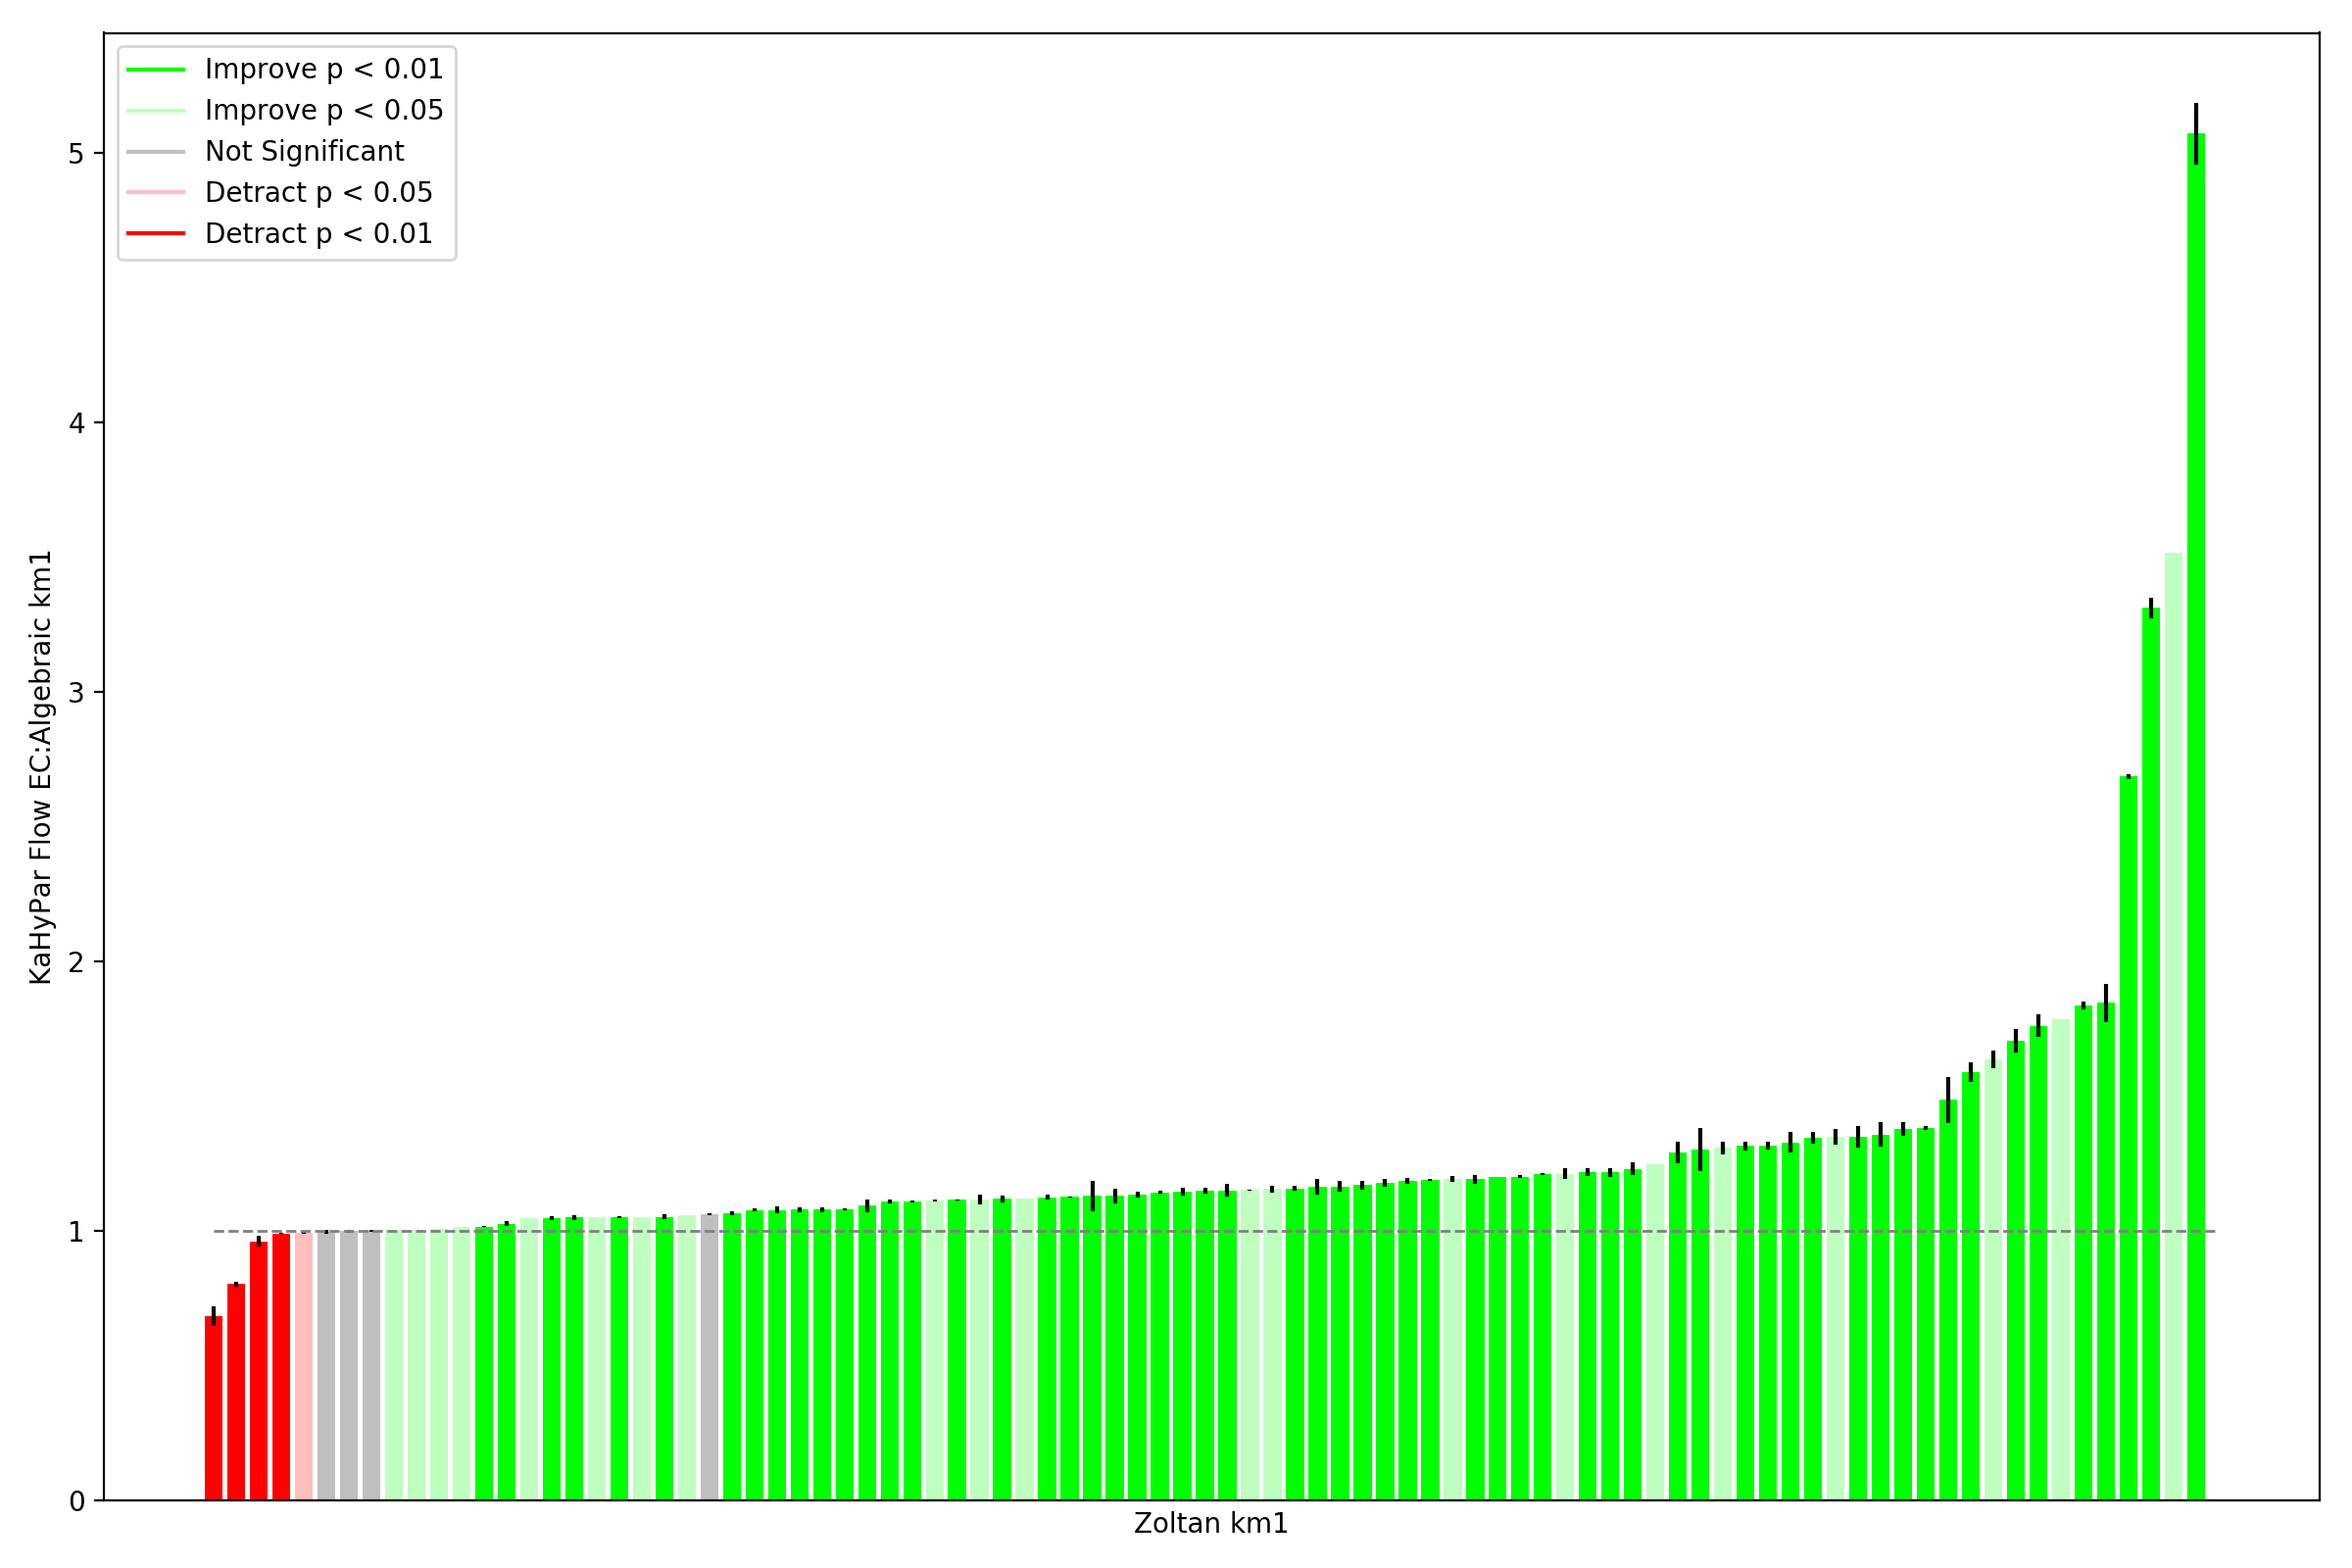 Improve p < 0.01
Improve p < 0.05
Not Significant
Detract p < 0.05
Detract p < 0.01
KaHyPar Flow EC:Algebraic km1
5
4
3
2
1
0
Zoltan km1